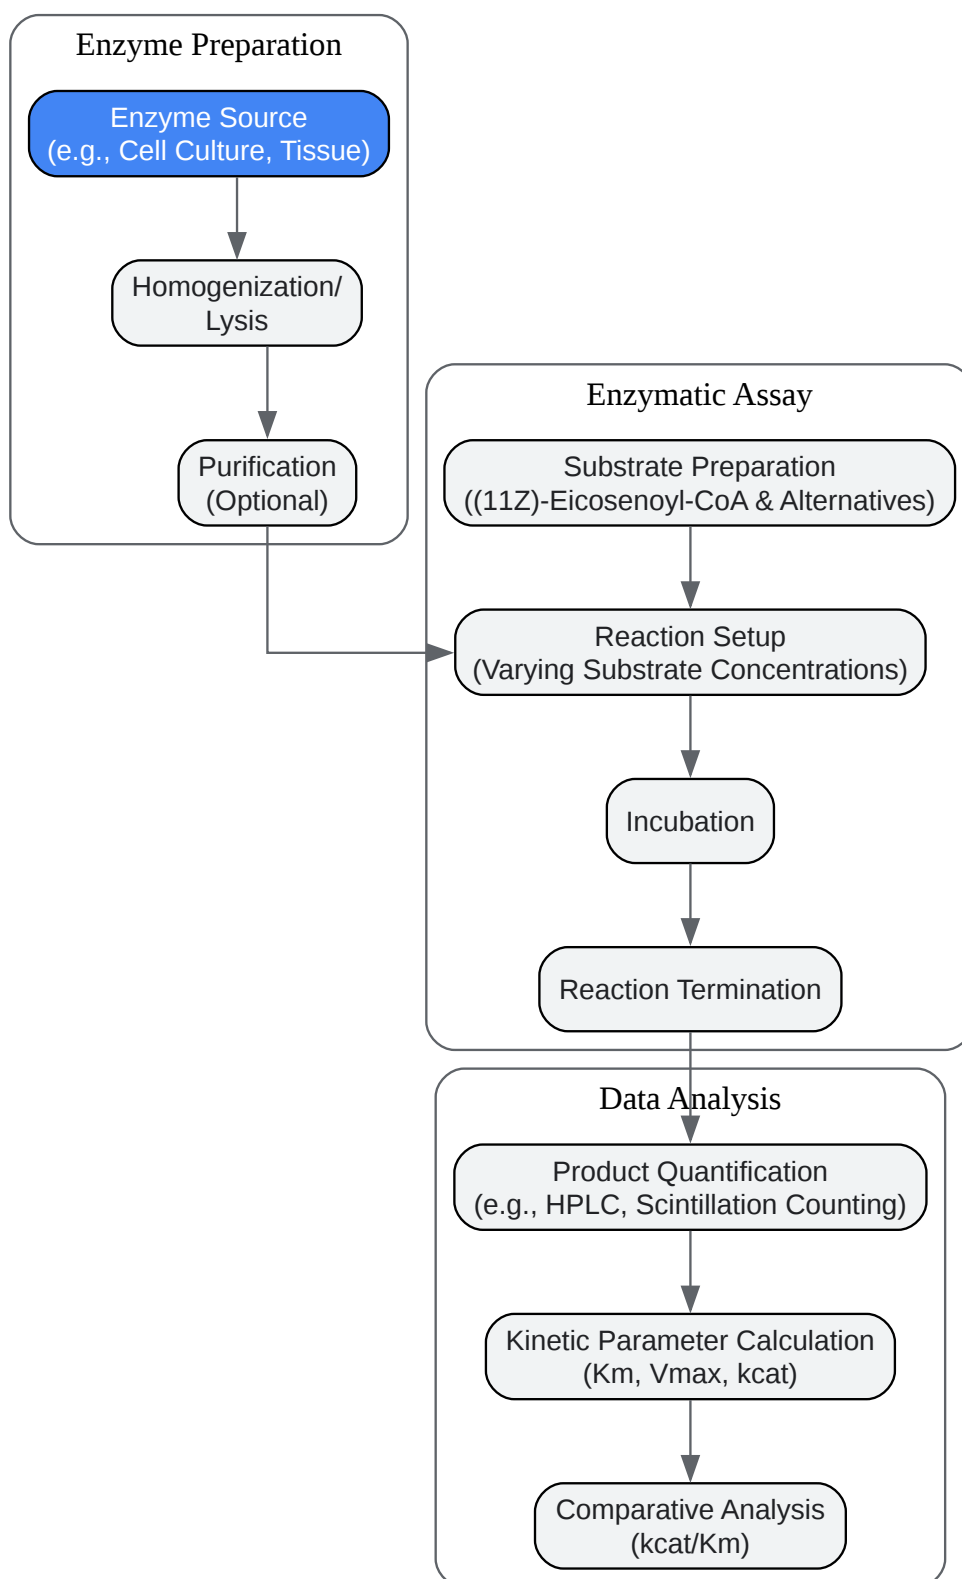 Enzyme Preparation
Enzyme Source
(e.g., Cell Culture, Tissue)
Homogenization/
Lysis
Purification
(Optional)
Enzymatic Assay
Substrate Preparation
((11Z)-Eicosenoyl-CoA & Alternatives)
Reaction Setup
(Varying Substrate Concentrations)
Incubation
Reaction Termination
Data Analysis
Product Quantification
(e.g., HPLC, Scintillation Counting)
Kinetic Parameter Calculation
(Km, Vmax, kcat)
Comparative Analysis
(kcat/Km)